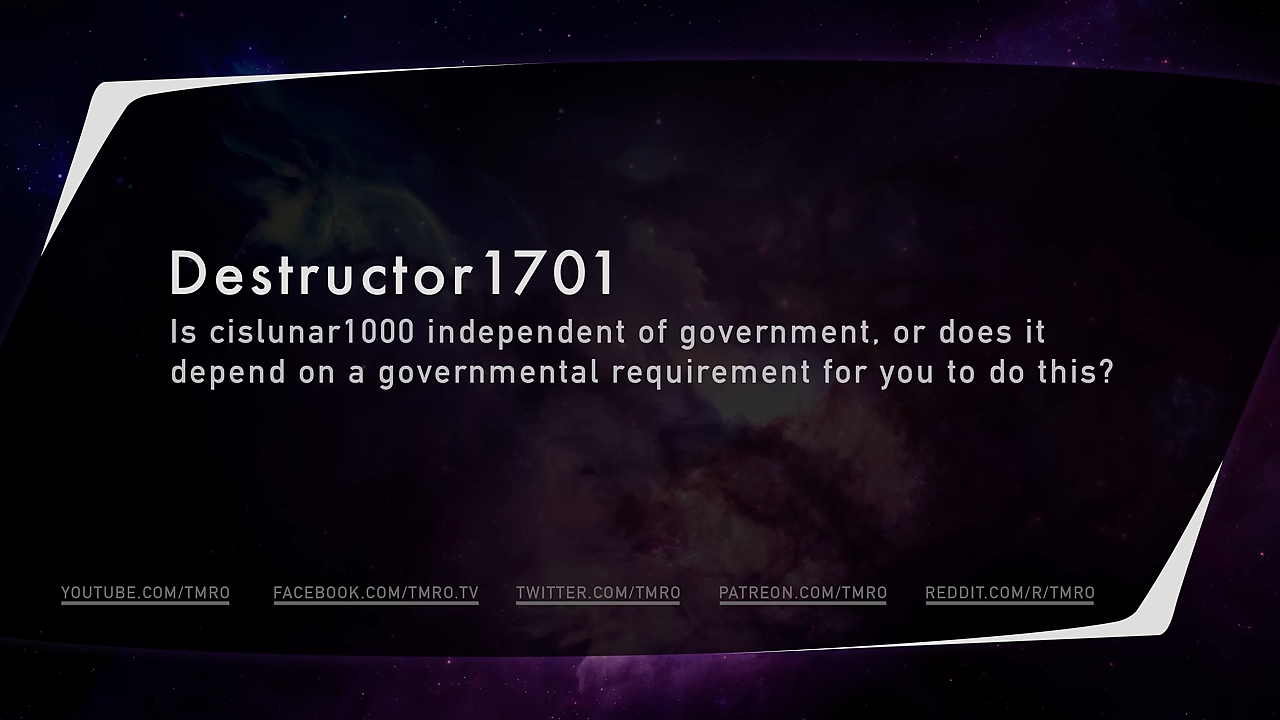 Destructor1701
Is cislunar1000 independent of government, or does it
depend on a governmental requirement for you to do this?
YOUTUBE.COM/TMRO FACEBOOK.COM/TMRO.TV TWITTER.COM/TMRO PATREON.COM/TMRO REDDIT.COM/R/TMRO